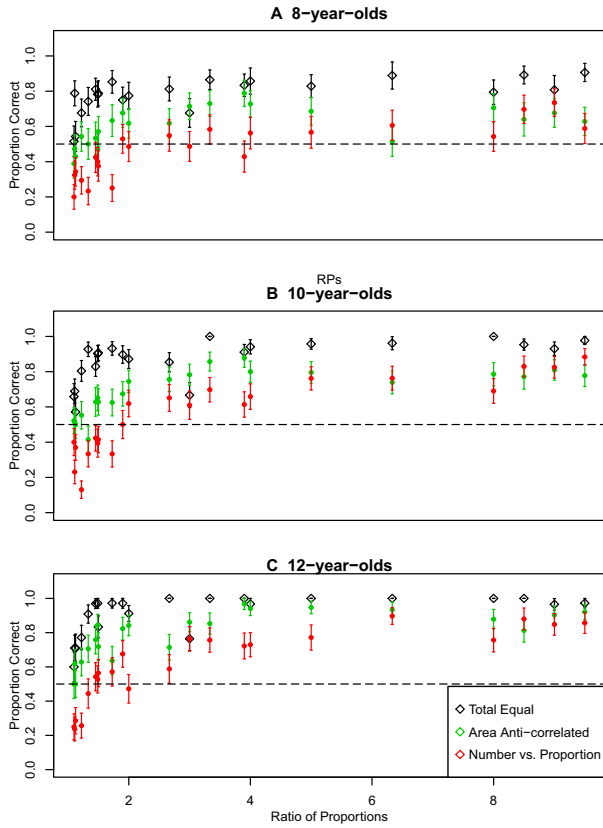 A 8−year−olds
Proportion Correct
1.0
0.8
0.6
0.4
0.2
0.0
RPs
B 10−year−olds
Proportion Correct
1.0
0.8
0.6
0.4
0.2
0.0
C 12−year−olds
Proportion Correct
1.0
0.8
0.6
0.4
0.2
0.0
Total Equal
Area Anti−correlated
Number vs. Proportion
2 4 6 8
Ratio of Proportions